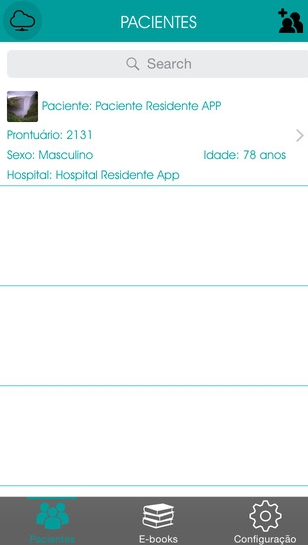 PACIENTES
Search
Paciente: Paciente Residente APP
Prontuário: 2131
Sexo: Masculino Idade: 78 anos
Hospital: Hospital Residente App
Pacientes E-books Configuração